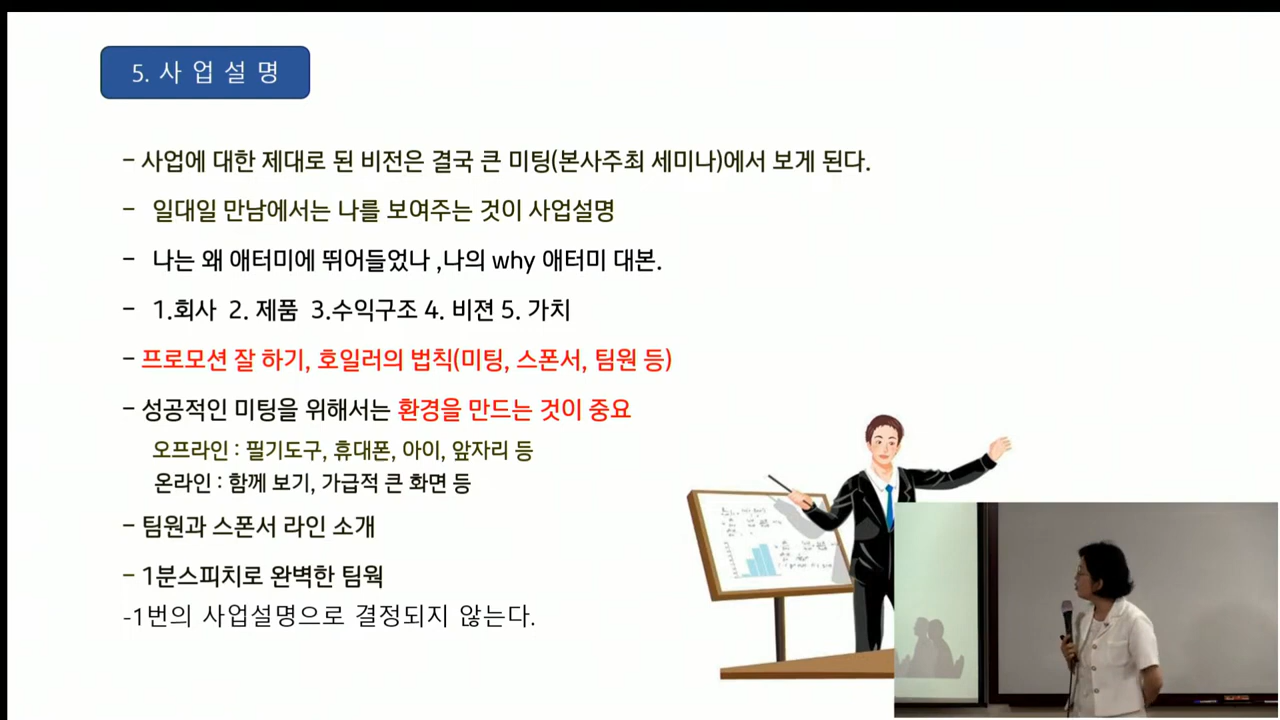 5. 사 업 설 명
- 사업에 대한 제대로 된 비전은 결국 큰 미팅(본사주최 세미나)에서 보게 된다.
- 일대일 만남에서는 나를 보여주는 것이 사업설명
- 나는 왜 애터미에 뛰어들었나 ,나의 why 애터미 대본.
- 1.회사 2. 제품 3.수익구조 4. 비젼 5. 가치
- 프로모션 잘 하기, 호일러의 법칙(미팅, 스폰서, 팀원 등)
- 성공적인 미팅을 위해서는 환경을 만드는 것이 중요
오프라인 : 필기도구, 휴대폰, 아이, 앞자리 등
온라인 : 함께 보기, 가급적 큰 화면 등
- 팀원과 스폰서 라인 소개
- 1분스피치로 완벽한 팀웍
-1번의 사업설명으로 결정되지 않는다.